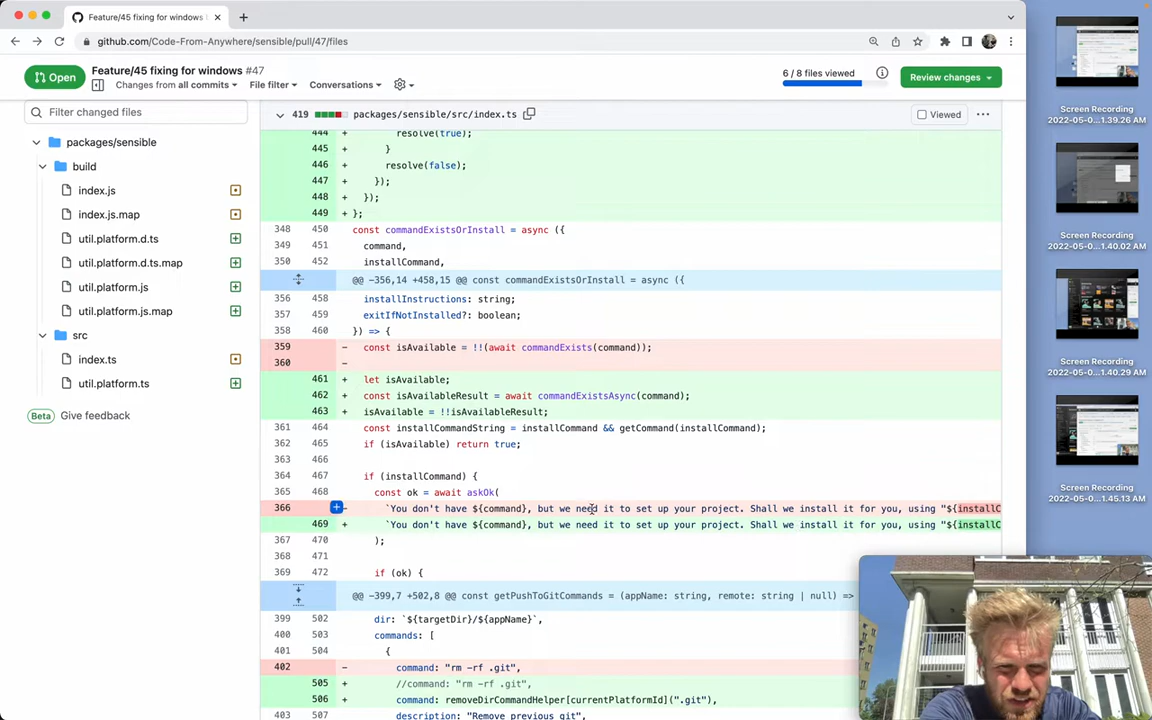 Feature/45 fixing for windows
github.com/Code-From-Anywhere/sensible/pull/47/files
Open
Feature/45 fixing for windows #47
Changes from all commits
File filter
Conversations
6 / 8 files viewed
Review changes
Filter changed files
packages/sensible
build
index.js
index.js.map
util.platform.d.ts
util.platform.d.ts.map
util.platform.js
util.platform.js.map
src
index.ts
util.platform.ts
Beta Give feedback
419 packages/sensible/src/index.ts
Viewed
444 + resolve(true);
445 + }
446 + resolve(false);
447 + });
448 + });
449 + };
348 450 const commandExistsOrInstall = async ({
349 451 command,
350 452 installCommand,
@@ -356,14 +458,15 @@ const commandExistsOrInstall = async ({
356 458 installInstructions: string;
357 459 exitIfNotInstalled?: boolean;
358 460 }) => {
359 - const isAvailable = !!(await commandExists(command));
360 -
461 + let isAvailable;
462 + const isAvailableResult = await commandExistsAsync(command);
463 + isAvailable = !!isAvailableResult;
361 464 const installCommandString = installCommand && getCommand(installCommand);
362 465 if (isAvailable) return true;
363 466
364 467 if (installCommand) {
365 468 const ok = await askOk(
366 - `You don't have ${command}, but we need it to set up your project. Shall we install it for you, using "${installC
469 + `You don't have ${command}, but we need it to set up your project. Shall we install it for you, using "${installC
367 470 );
368 471
369 472 if (ok) {
@@ -399,7 +502,8 @@ const getPushToGitCommands = (appName: string, remote: string | null) =>
399 502 dir: `${targetDir}/${appName}`,
400 503 commands: [
401 504 {
402 - command: "rm -rf .git",
505 + //command: "rm -rf .git",
506 + command: removeDirCommandHelper[currentPlatformId](".git"),
403 507 description: "Remove previous git",
Screen Recording
2022-05-0...1.39.26 AM
Screen Recording
2022-05-0...1.40.02 AM
Screen Recording
2022-05-0...1.40.29 AM
Screen Recording
2022-05-0...1.45.13 AM